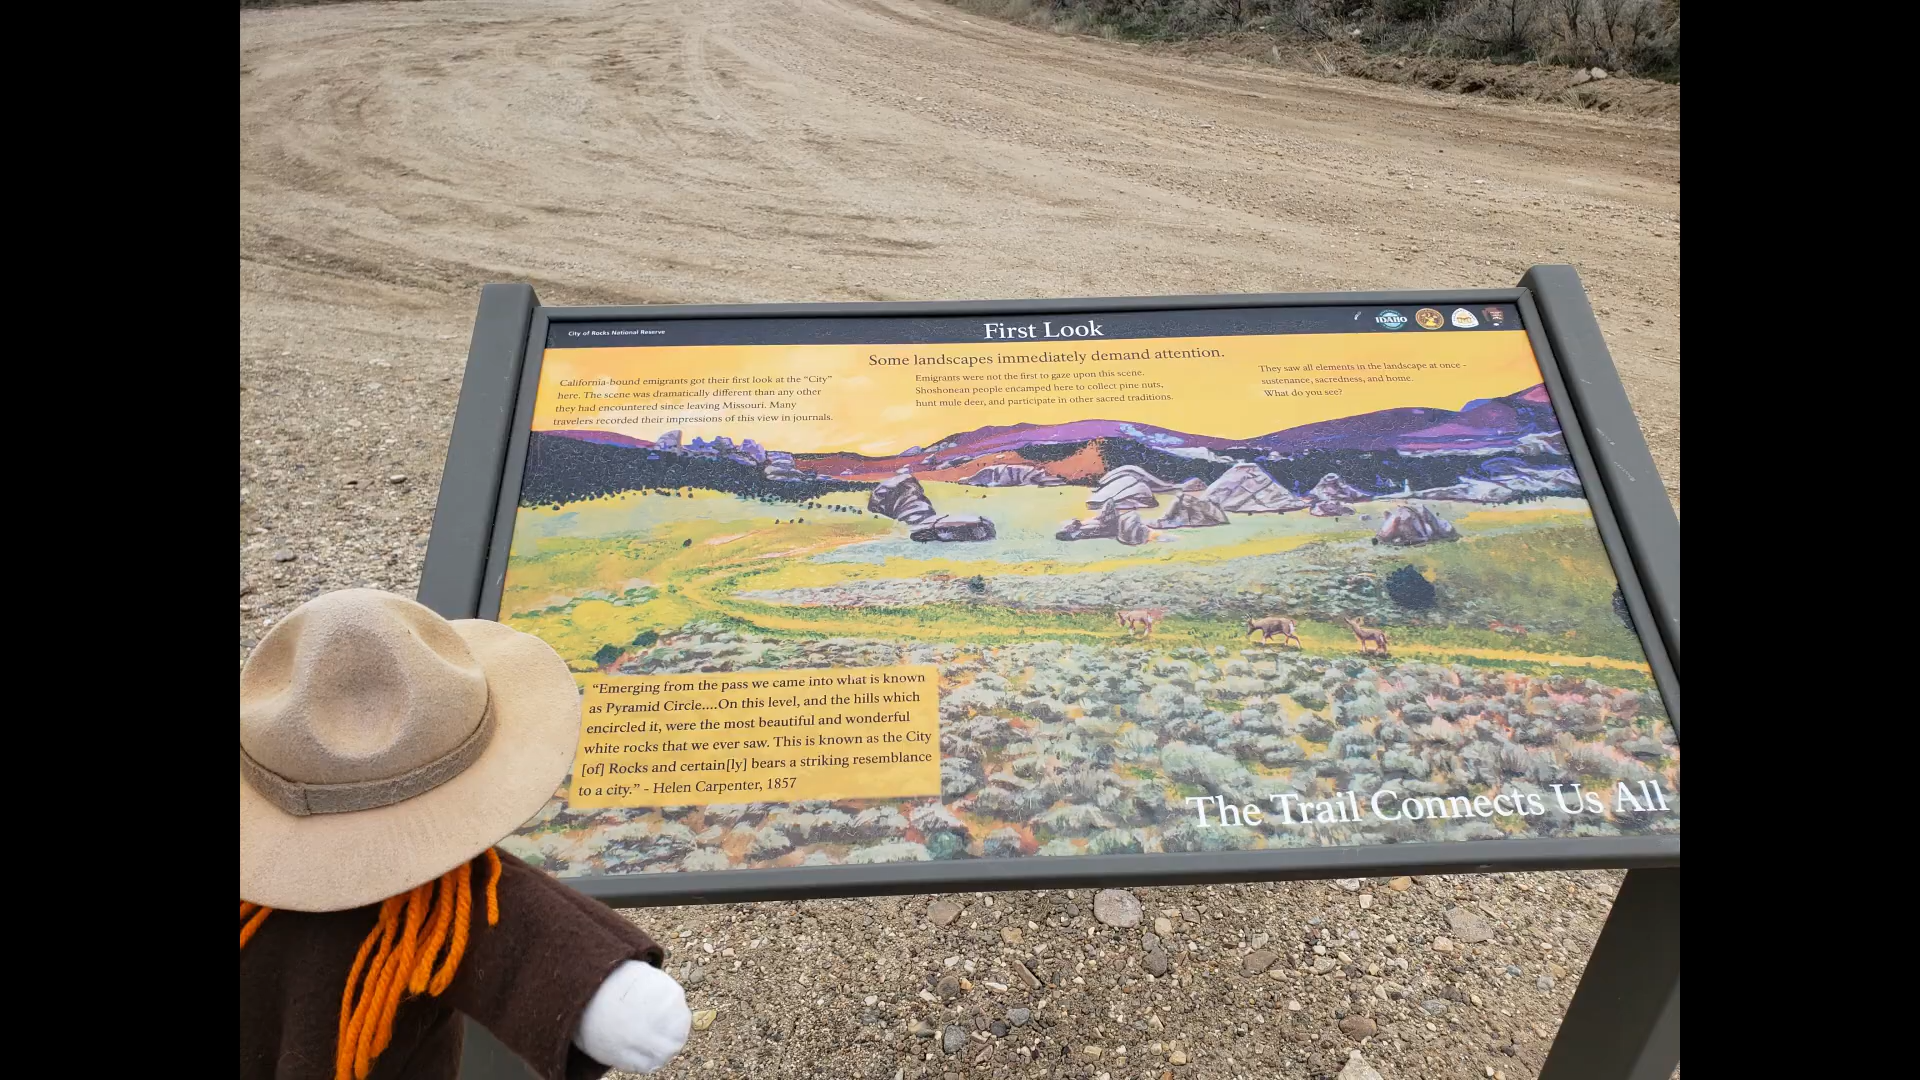 City of Rocks National Reserve
First Look
IDAHO
Some landscapes immediately demand attention.
California-bound emigrants got their first look at the “City”
here. The scene was dramatically different than any other
they had encountered since leaving Missouri. Many
travelers recorded their impressions of this view in journals.
Emigrants were not the first to gaze upon this scene.
Shoshonean people encamped here to collect pine nuts,
hunt mule deer, and participate in other sacred traditions.
They saw all elements in the landscape at once -
sustenance, sacredness, and home.
What do you see?
“Emerging from the pass we came into what is known
as Pyramid Circle....On this level, and the hills which
encircled it, were the most beautiful and wonderful
white rocks that we ever saw. This is known as the City
[of] Rocks and certain[ly] bears a striking resemblance
to a city.” - Helen Carpenter, 1857
The Trail Connects Us All